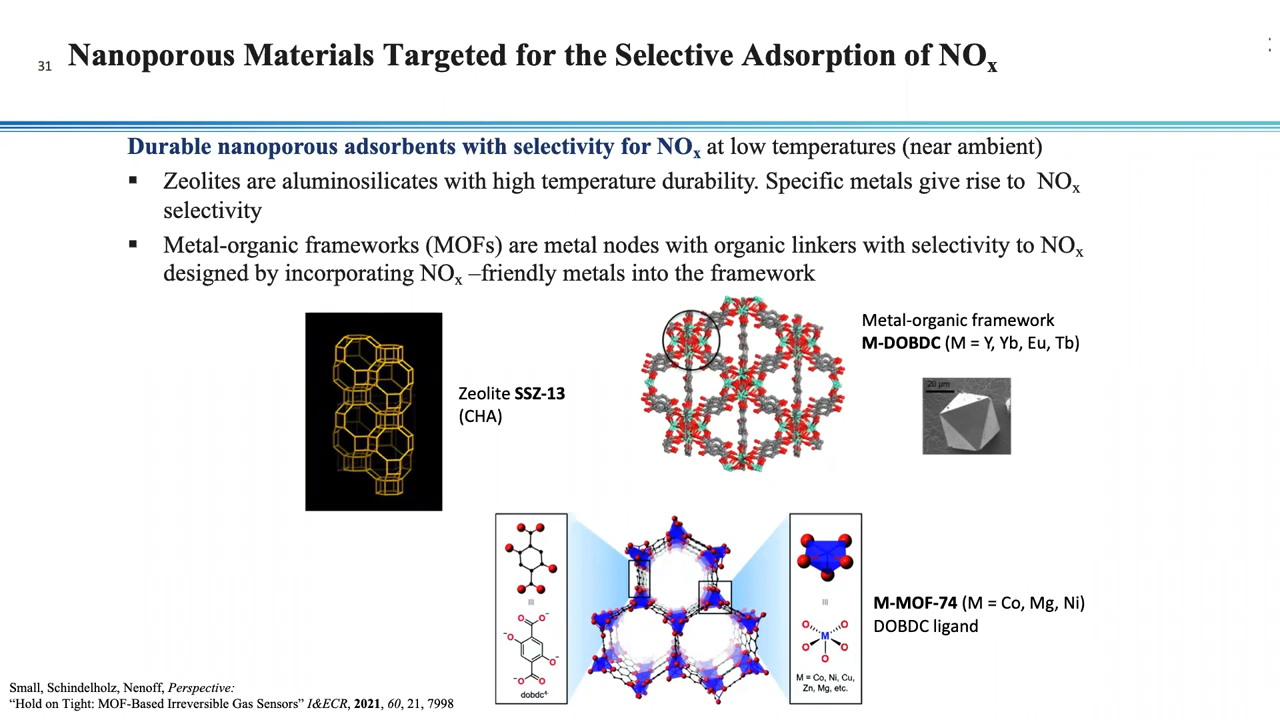 31
Nanoporous Materials Targeted for the Selective Adsorption of NOx
Durable nanoporous adsorbents with selectivity for NOx at low temperatures (near ambient)
▪ Zeolites are aluminosilicates with high temperature durability. Specific metals give rise to NOx
selectivity
▪ Metal-organic frameworks (MOFs) are metal nodes with organic linkers with selectivity to NOx
designed by incorporating NOx –friendly metals into the framework
Zeolite SSZ-13
(CHA)
Metal-organic framework
M-DOBDC (M = Y, Yb, Eu, Tb)
20 μm
O O⁻
⁻O
O⁻
⁻O O
dobdc⁴⁻
O O
O M O
O
M = Co, Ni, Cu,
Zn, Mg, etc.
M-MOF-74 (M = Co, Mg, Ni)
DOBDC ligand
Small, Schindelholz, Nenoff, Perspective:
“Hold on Tight: MOF-Based Irreversible Gas Sensors” I&ECR, 2021, 60, 21, 7998